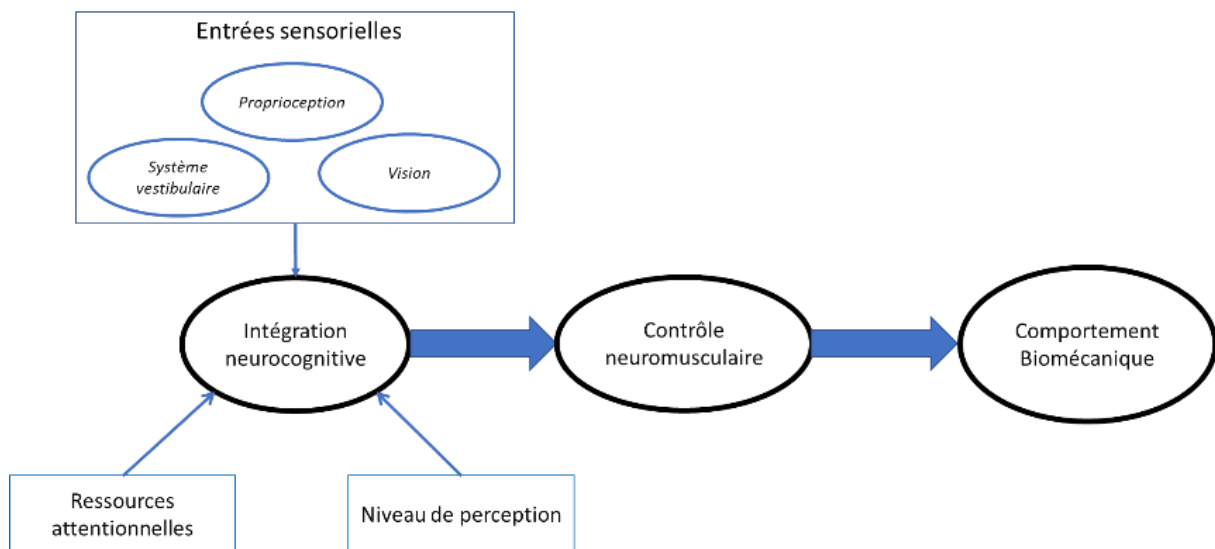 Entrées sensorielles
Proprioception
Système
vestibulaire
Vision
Intégration
neurocognitive
Contrôle
neuromusculaire
Comportement
Biomécanique
Ressources
attentionnelles
Niveau de perception